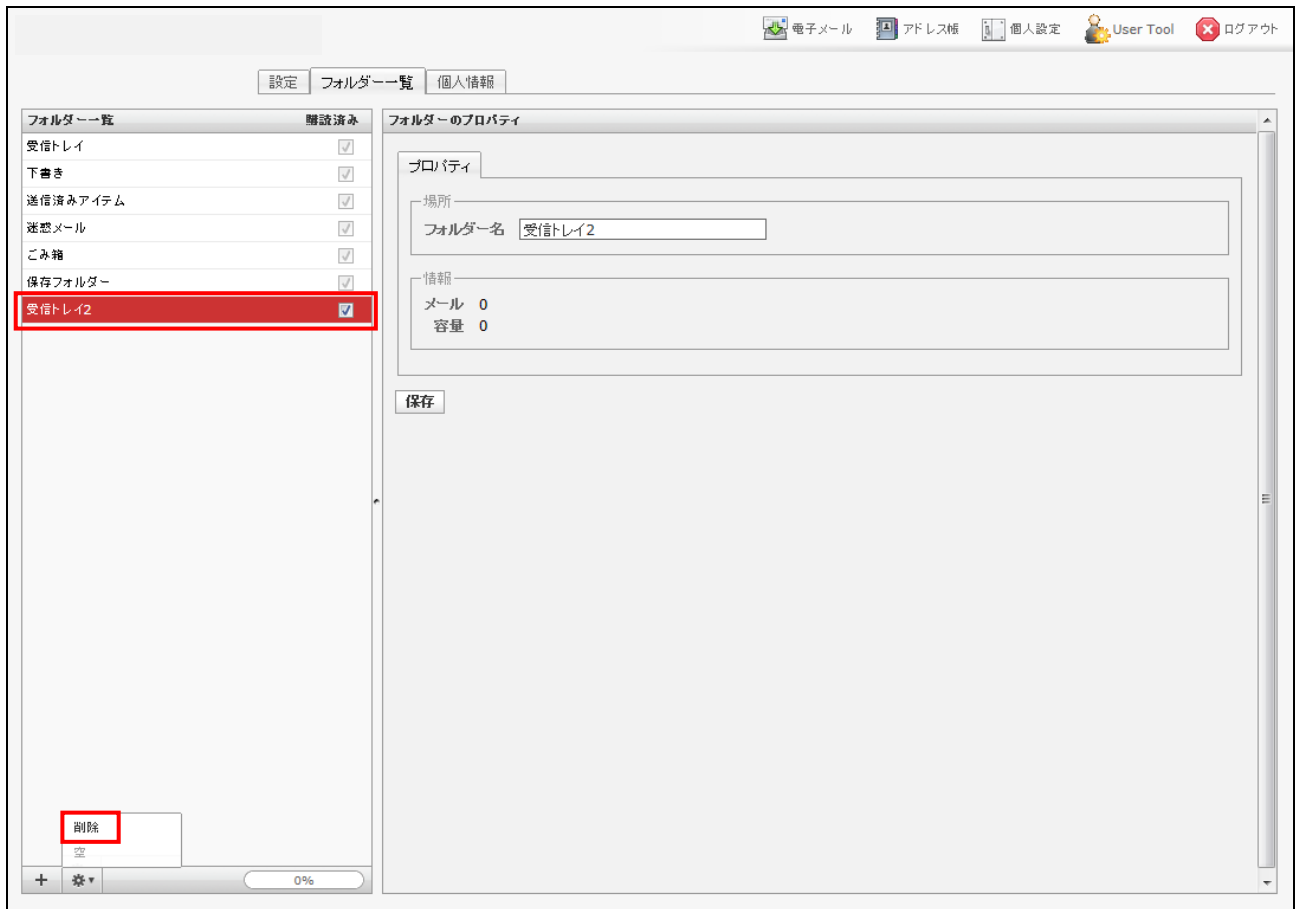 電子メール アドレス帳 個人設定 User Tool ログアウト
設定 フォルダー一覧 個人情報
フォルダー一覧 購読済み
受信トレイ
下書き
送信済みアイテム
迷惑メール
ごみ箱
保存フォルダー
受信トレイ2
フォルダーのプロパティ
プロパティ
場所
フォルダー名 受信トレイ2
情報
メール 0
容量 0
保存
削除
空
0%